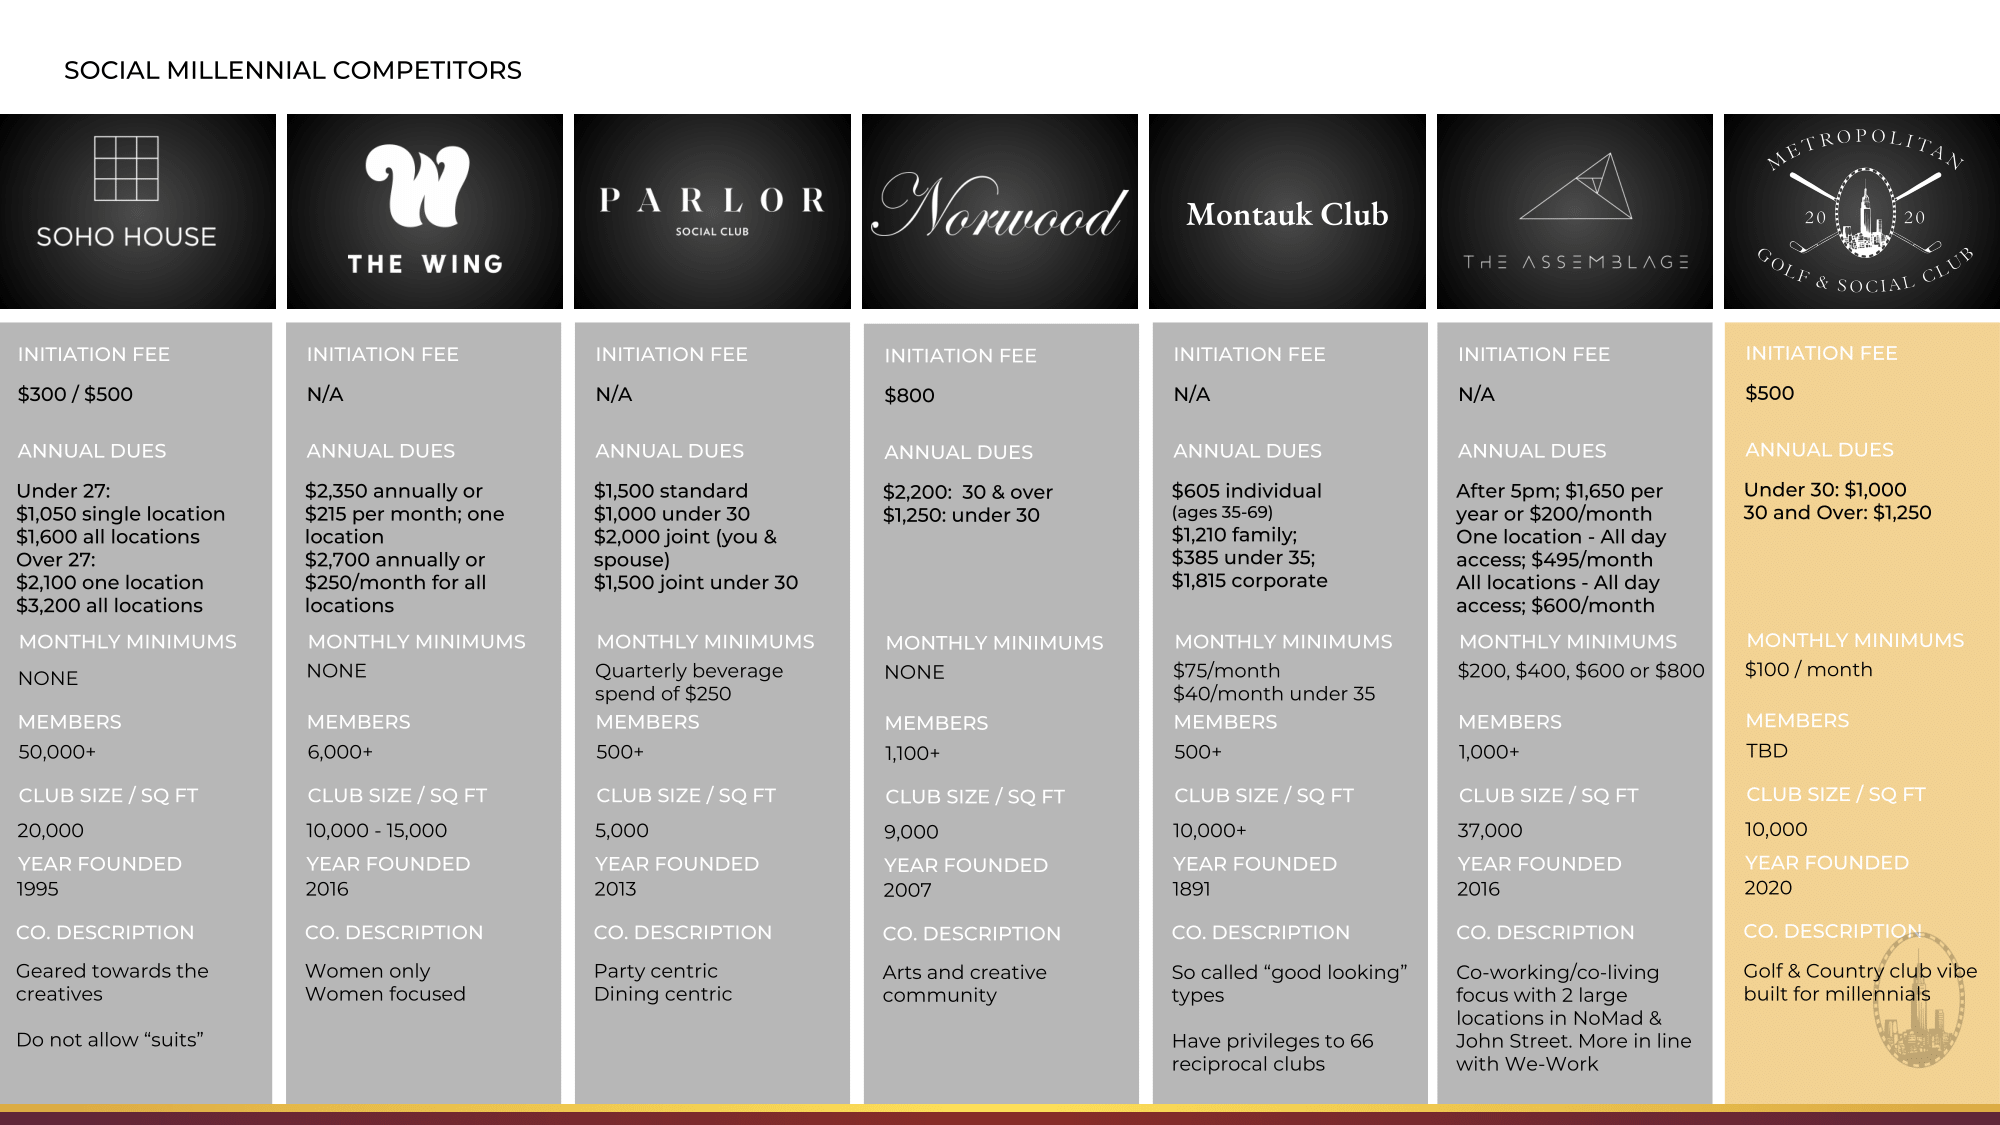 SOCIAL MILLENNIAL COMPETITORS
SOHO HOUSE
INITIATION FEE
$300 / $500
ANNUAL DUES
Under 27:
$1,050 single location
$1,600 all locations
Over 27:
$2,100 one location
$3,200 all locations
MONTHLY MINIMUMS
NONE
MEMBERS
50,000+
CLUB SIZE / SQ FT
20,000
YEAR FOUNDED
1995
CO. DESCRIPTION
Geared towards the
creatives
Do not allow “suits”
W
THE WING
INITIATION FEE
N/A
ANNUAL DUES
$2,350 annually or
$215 per month; one
location
$2,700 annually or
$250/month for all
locations
MONTHLY MINIMUMS
NONE
MEMBERS
6,000+
CLUB SIZE / SQ FT
10,000 - 15,000
YEAR FOUNDED
2016
CO. DESCRIPTION
Women only
Women focused
PARLOR
SOCIAL CLUB
INITIATION FEE
N/A
ANNUAL DUES
$1,500 standard
$1,000 under 30
$2,000 joint (you &
spouse)
$1,500 joint under 30
MONTHLY MINIMUMS
Quarterly beverage
spend of $250
MEMBERS
500+
CLUB SIZE / SQ FT
5,000
YEAR FOUNDED
2013
CO. DESCRIPTION
Party centric
Dining centric
Norwood
INITIATION FEE
$800
ANNUAL DUES
$2,200: 30 & over
$1,250: under 30
MONTHLY MINIMUMS
NONE
MEMBERS
1,100+
CLUB SIZE / SQ FT
9,000
YEAR FOUNDED
2007
CO. DESCRIPTION
Arts and creative
community
Montauk Club
INITIATION FEE
N/A
ANNUAL DUES
$605 individual
(ages 35-69)
$1,210 family;
$385 under 35;
$1,815 corporate
MONTHLY MINIMUMS
$75/month
$40/month under 35
MEMBERS
500+
CLUB SIZE / SQ FT
10,000+
YEAR FOUNDED
1891
CO. DESCRIPTION
So called “good looking”
types
Have privileges to 66
reciprocal clubs
THE ASSEMBLAGE
INITIATION FEE
N/A
ANNUAL DUES
After 5pm; $1,650 per
year or $200/month
One location - All day
access; $495/month
All locations - All day
access; $600/month
MONTHLY MINIMUMS
$200, $400, $600 or $800
MEMBERS
1,000+
CLUB SIZE / SQ FT
37,000
YEAR FOUNDED
2016
CO. DESCRIPTION
Co-working/co-living
focus with 2 large
locations in NoMad &
John Street. More in line
with We-Work
METROPOLITAN
20 20
GOLF & SOCIAL CLUB
INITIATION FEE
$500
ANNUAL DUES
Under 30: $1,000
30 and Over: $1,250
MONTHLY MINIMUMS
$100 / month
MEMBERS
TBD
CLUB SIZE / SQ FT
10,000
YEAR FOUNDED
2020
CO. DESCRIPTION
Golf & Country club vibe
built for millennials